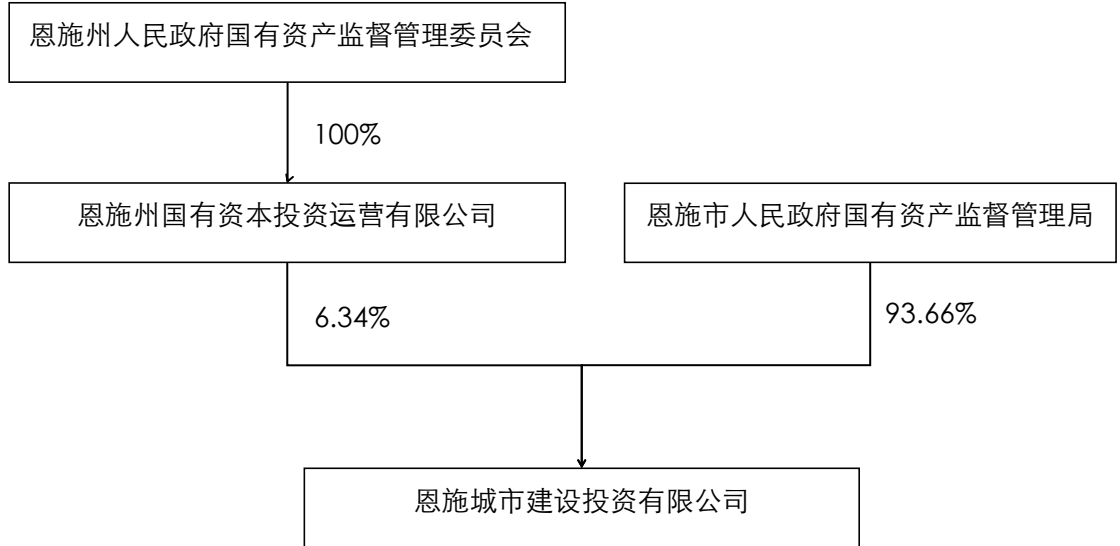 恩施州人民政府国有资产监督管理委员会
100%
恩施州国有资本投资运营有限公司
恩施市人民政府国有资产监督管理局
6.34%
93.66%
恩施城市建设投资有限公司